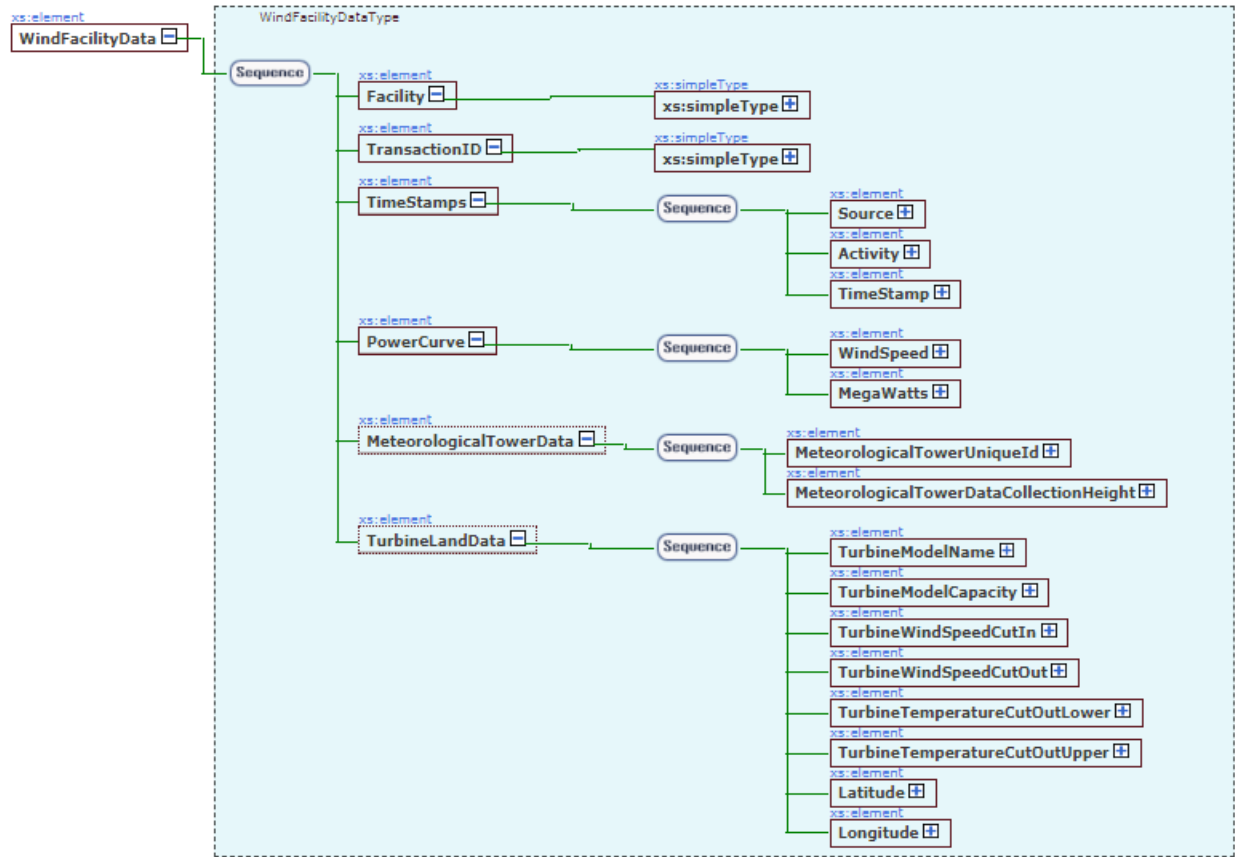 WindFacilityDataType
xs:element
WindFacilityData
Sequence
xs:element
Facility
xs:simpleType
xs:simpleType
xs:element
TransactionID
xs:simpleType
xs:simpleType
xs:element
TimeStamps
Sequence
xs:element
Source
xs:element
Activity
xs:element
TimeStamp
xs:element
PowerCurve
Sequence
xs:element
WindSpeed
xs:element
MegaWatts
xs:element
MeteorologicalTowerData
Sequence
xs:element
MeteorologicalTowerUniqueId
xs:element
MeteorologicalTowerDataCollectionHeight
xs:element
TurbineLandData
Sequence
xs:element
TurbineModelName
xs:element
TurbineModelCapacity
xs:element
TurbineWindSpeedCutIn
xs:element
TurbineWindSpeedCutOut
xs:element
TurbineTemperatureCutOutLower
xs:element
TurbineTemperatureCutOutUpper
xs:element
Latitude
xs:element
Longitude